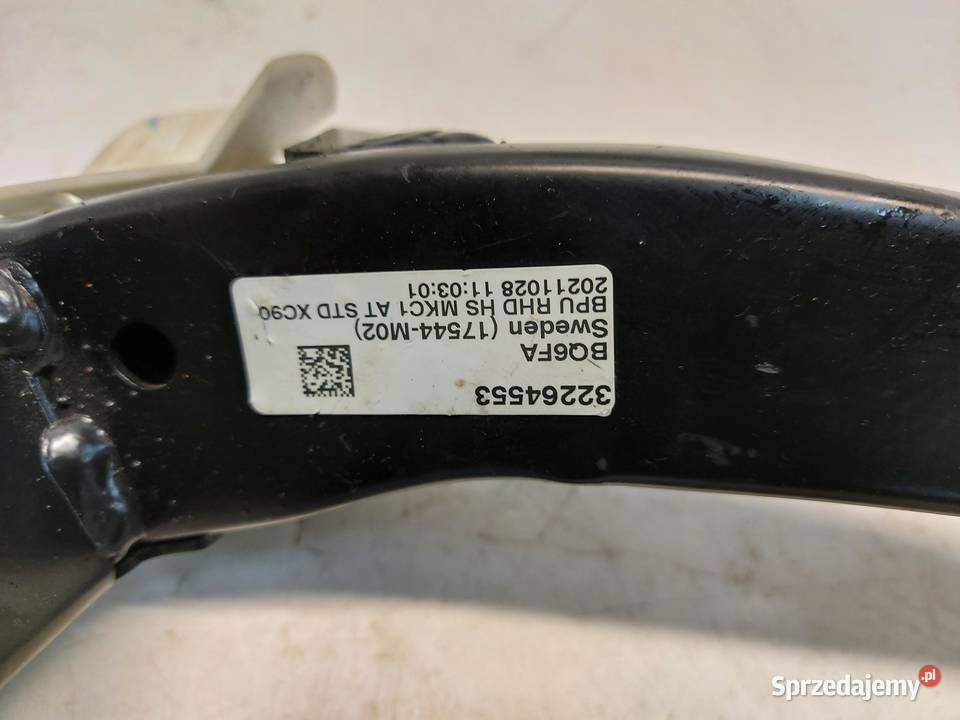 32264553
BQ6FA
Sweden (17544-M02)
BPU RHD HS MKC1 AT STD XC90
20211028 11:03:01
Sprzedajemy.pl